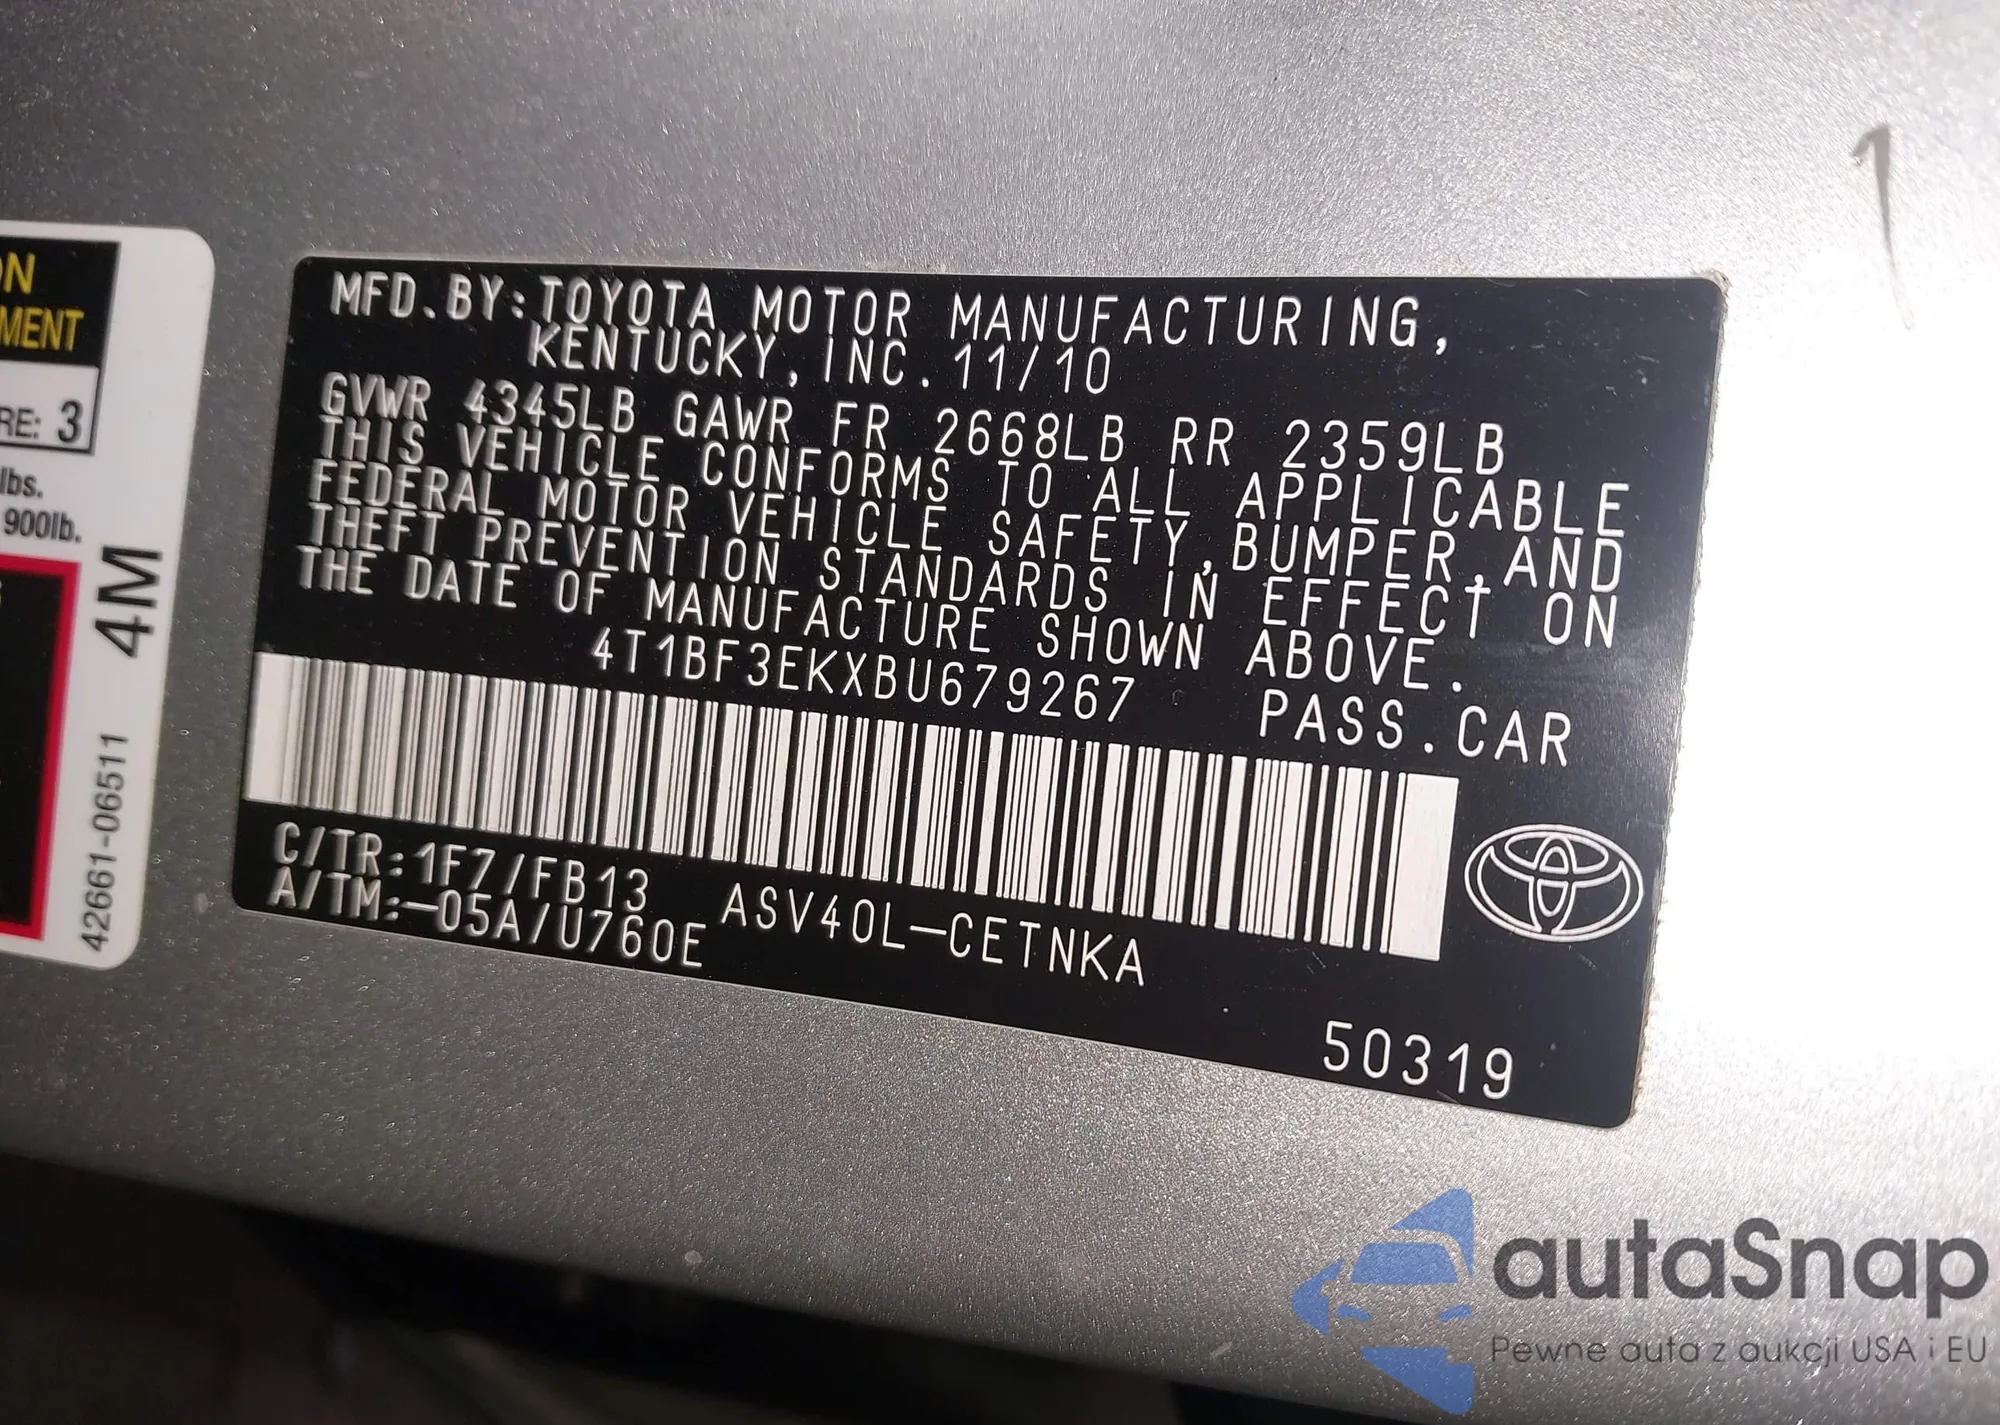 ON
MENT
RE: 3
lbs.
900lb.
4M
42661-06511
1
MFD.BY:TOYOTA MOTOR MANUFACTURING,
KENTUCKY,INC.11/10
GVWR 4345LB GAWR FR 2668LB RR 2359LB
THIS VEHICLE CONFORMS TO ALL APPLICABLE
FEDERAL MOTOR VEHICLE SAFETY,BUMPER,AND
THEFT PREVENTION STANDARDS IN EFFECT ON
THE DATE OF MANUFACTURE SHOWN ABOVE.
4T1BF3EKXBU679267 PASS.CAR
C/TR:1F7/FB13 ASV40L-CETNKA
A/TM:-05A/U760E
50319
autaSnap
Pewne auta z aukcji USA i EU